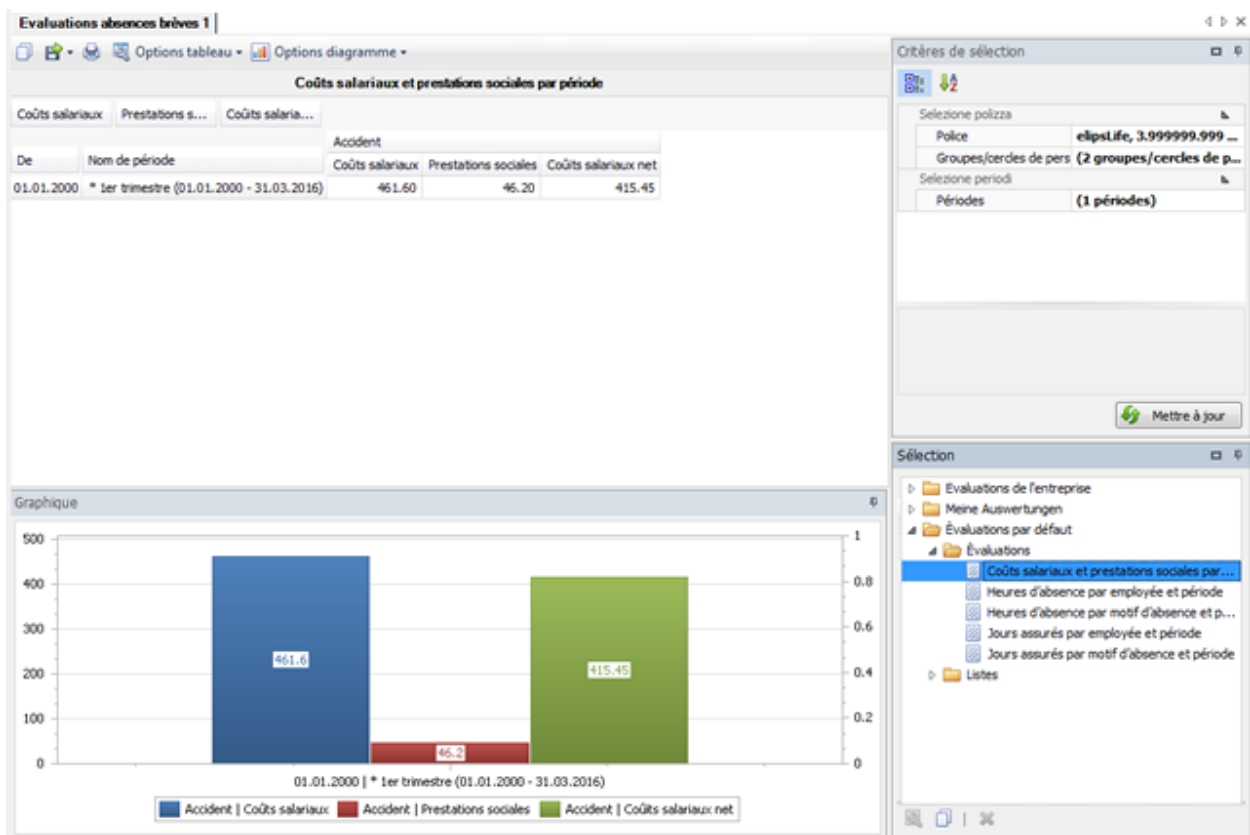 Evaluations absences brèves 1
Options tableau
Options diagramme
Coûts salariaux et prestations sociales par période
Coûts salariaux
Prestations s...
Coûts salaria...
Accident
De
Nom de période
Coûts salariaux
Prestations sociales
Coûits salariaux net
01.01.2000
* 1er trimestre (01.01.2000 - 31.03.2016)
461.60
46.20
415.45
Graphique
500
400
300
200
100
0
1
0.8
0.6
0.4
0.2
0
461.6
46.2
415.45
01.01.2000 | * 1er trimestre (01.01.2000 - 31.03.2016)
Accident | Coûts salariaux
Accident | Prestations sociales
Accident | Coûits salariaux net
Critères de sélection
Selezione polizza
Police
elipsLife, 3.999999.999 ...
Groupes/cercles de pers
(2 groupes/cercles de p...
Selezione periodi
Périodes
(1 périodes)
Mettre à jour
Sélection
Evaluations de l'entreprise
Meine Auswertungen
Èvaluations par défaut
Èvaluations
Coûts salariaux et prestations sociales par...
Heures d'absence par employée et période
Heures d'absence par motif d'absence et p...
Jours assurés par employée et période
Jours assurés par motif d'absence et période
Listes